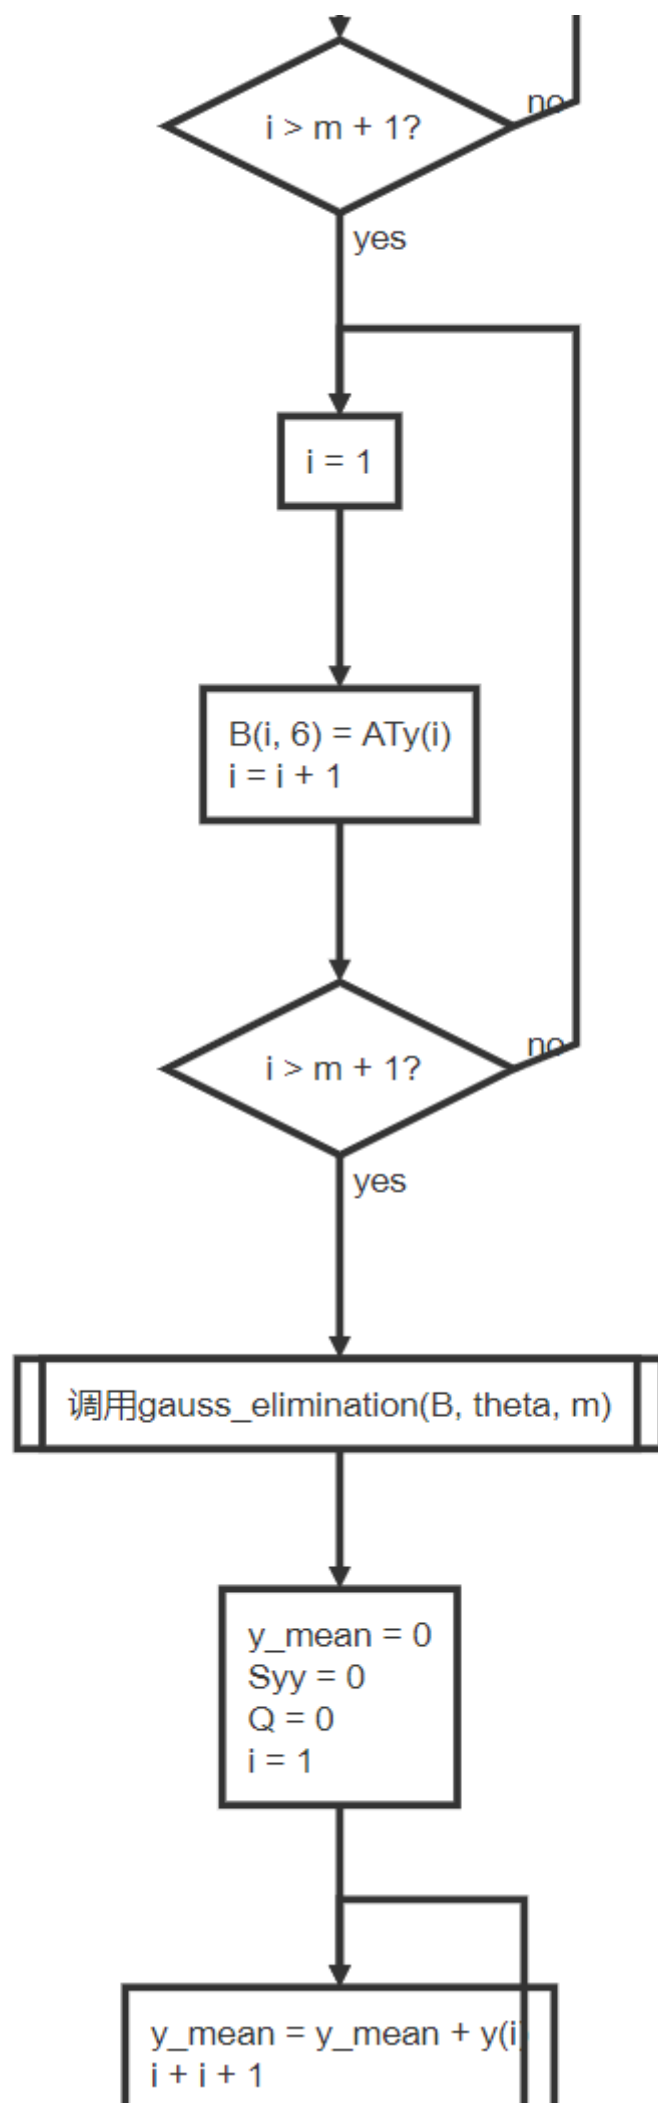 i > m + 1?
no
yes
i = 1
B(i, 6) = ATy(i)
i = i + 1
i > m + 1?
no
yes
调用gauss_elimination(B, theta, m)
y_mean = 0
Syy = 0
Q = 0
i = 1
y_mean = y_mean + y(i)
i + i + 1